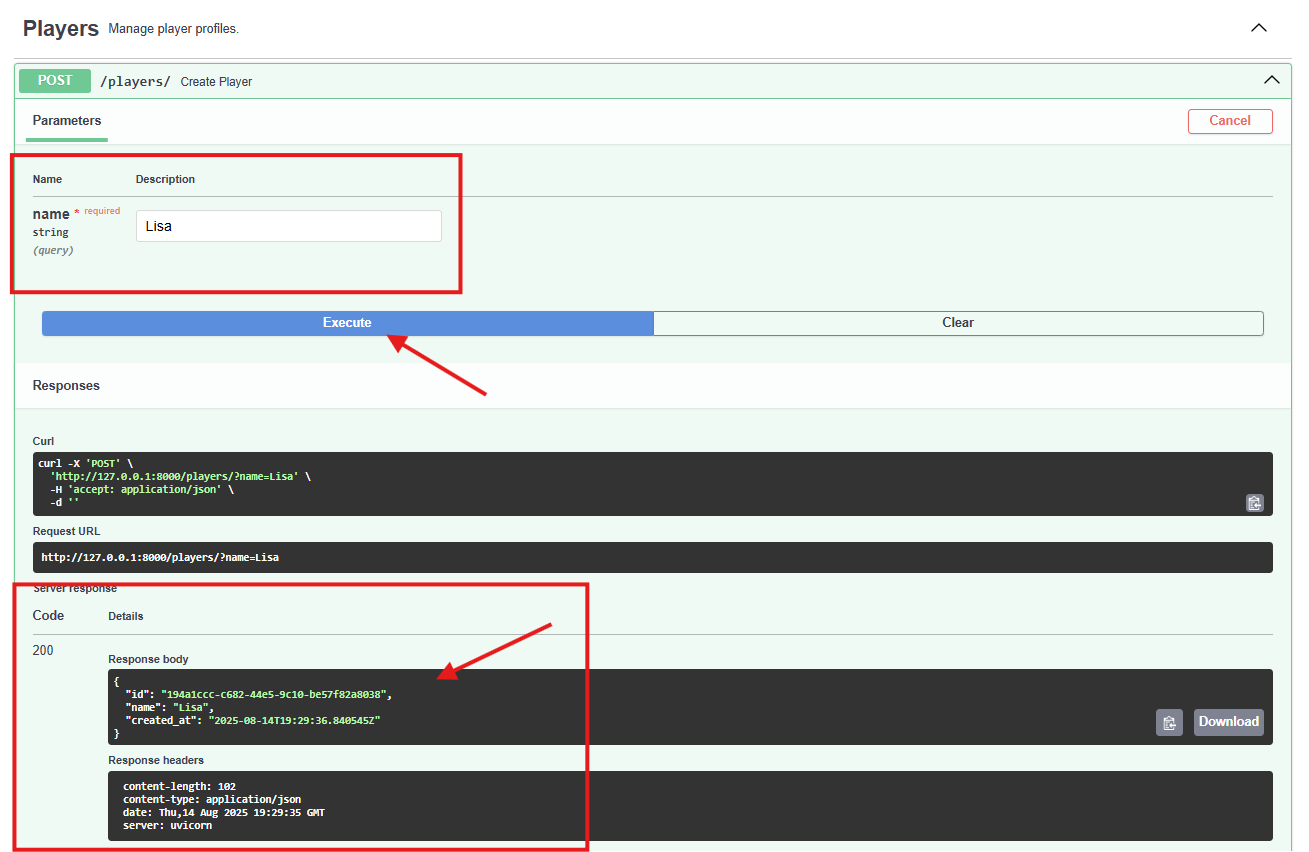 Players Manage player profiles.
POST /players/ Create Player
Parameters
Cancel
Name Description
name * required
string
(query)
Lisa
Execute Clear
Responses
Curl
curl -X 'POST' \
  'http://127.0.0.1:8000/players/?name=Lisa' \
  -H 'accept: application/json' \
  -d ''
Request URL
http://127.0.0.1:8000/players/?name=Lisa
Server response
Code Details
200
Response body
{
  "id": "194a1ccc-c682-44e5-9c10-be57f82a8038",
  "name": "Lisa",
  "created_at": "2025-08-14T19:29:36.840545Z"
}
Download
Response headers
content-length: 102
content-type: application/json
date: Thu,14 Aug 2025 19:29:35 GMT
server: uvicorn